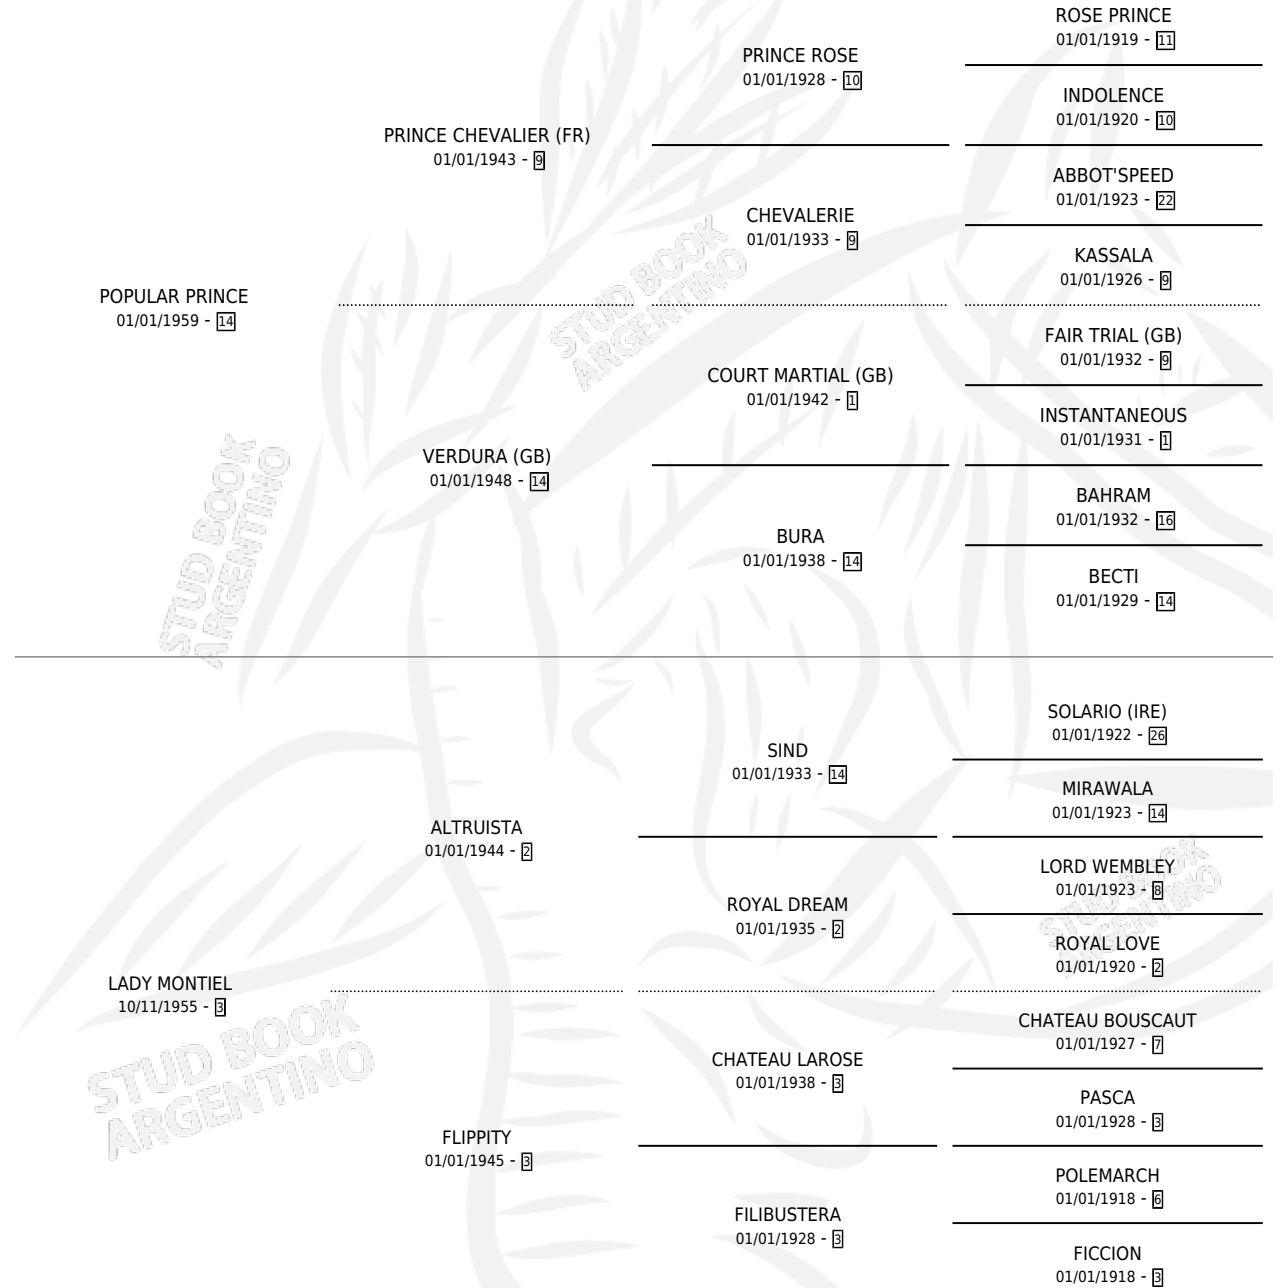 ROSE PRINCE
01/01/1919 - 11
PRINCE ROSE
01/01/1928 - 10
INDOLENCE
01/01/1920 - 10
PRINCE CHEVALIER (FR)
01/01/1943 - 9
ABBOT'SPEED
01/01/1923 - 22
CHEVALERIE
01/01/1933 - 9
KASSALA
01/01/1926 - 9
POPULAR PRINCE
01/01/1959 - 14
FAIR TRIAL (GB)
01/01/1932 - 9
COURT MARTIAL (GB)
01/01/1942 - 1
INSTANTANEOUS
01/01/1931 - 1
VERDURA (GB)
01/01/1948 - 14
BAHRAM
01/01/1932 - 16
BURA
01/01/1938 - 14
BECTI
01/01/1929 - 14
STUD BOOK
ARGENTINO
STUD BOOK
ARGENTINO
SOLARIO (IRE)
01/01/1922 - 26
SIND
01/01/1933 - 14
MIRAWALA
01/01/1923 - 14
ALTRUISTA
01/01/1944 - 2
LORD WEMBLEY
01/01/1923 - 8
ROYAL DREAM
01/01/1935 - 2
ROYAL LOVE
01/01/1920 - 2
STUD BOOK
ARGENTINO
LADY MONTIEL
10/11/1955 - 3
CHATEAU BOUSCAUT
01/01/1927 - 7
CHATEAU LAROSE
01/01/1938 - 3
PASCA
01/01/1928 - 3
FLIPPITY
01/01/1945 - 3
POLEMARCH
01/01/1918 - 6
FILIBUSTERA
01/01/1928 - 3
FICCION
01/01/1918 - 3
STUD BOOK
ARGENTINO